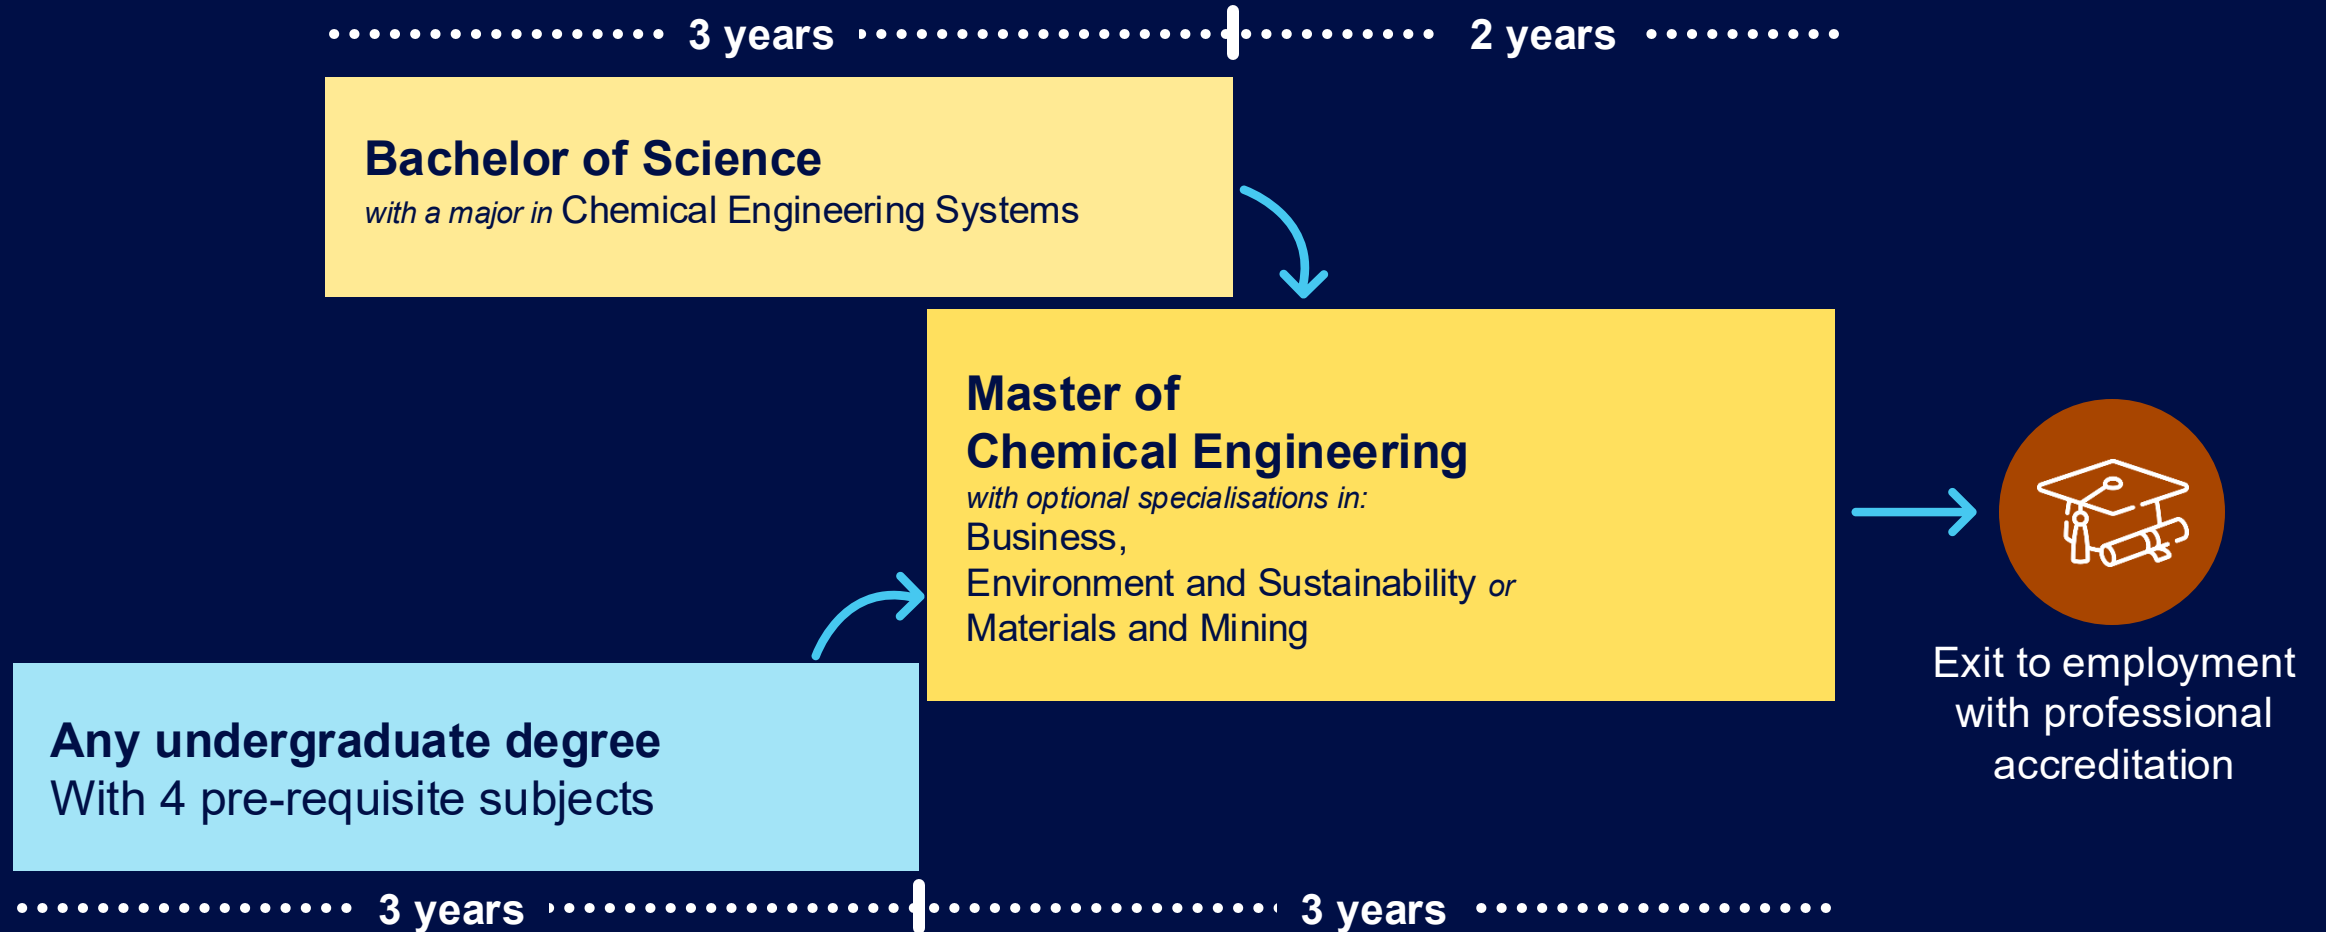 3 years
2 years
Bachelor of Science
with a major in Chemical Engineering Systems
Master of
Chemical Engineering
with optional specialisations in:
Business,
Environment and Sustainability or
Materials and Mining
Exit to employment
with professional
accreditation
Any undergraduate degree
With 4 pre-requisite subjects
3 years
3 years